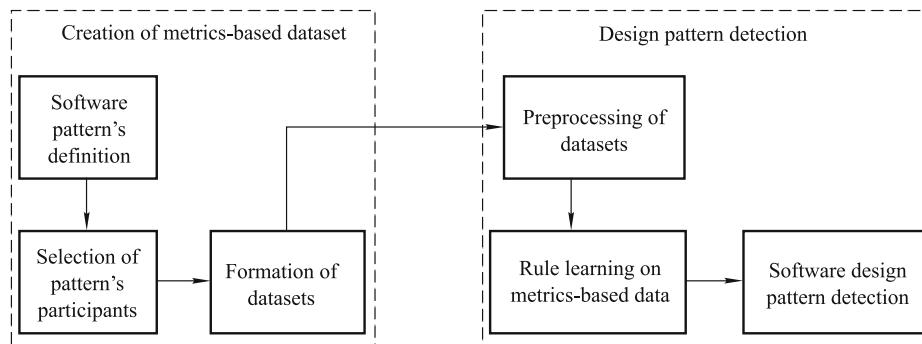 Creation of metrics-based dataset
Software
pattern’s
definition
Selection of
pattern’s
participants
Formation of
datasets
Design pattern detection
Preprocessing of
datasets
Rule learning on
metrics-based data
Software design
pattern detection